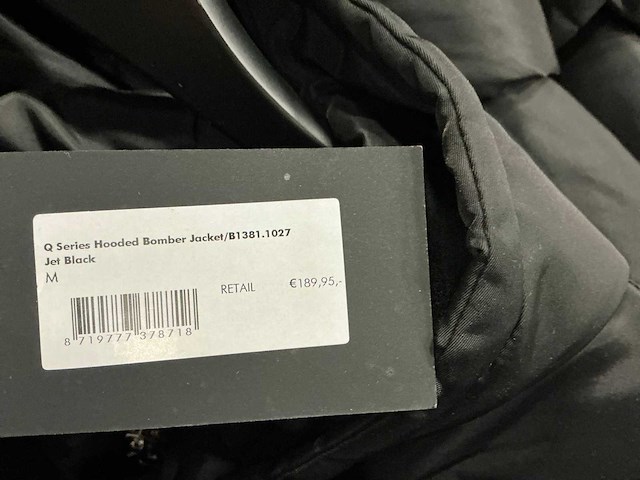 Q Series Hooded Bomber Jacket/B1381.1027
Jet Black
M
RETAIL €189,95,-
8 719777 378718